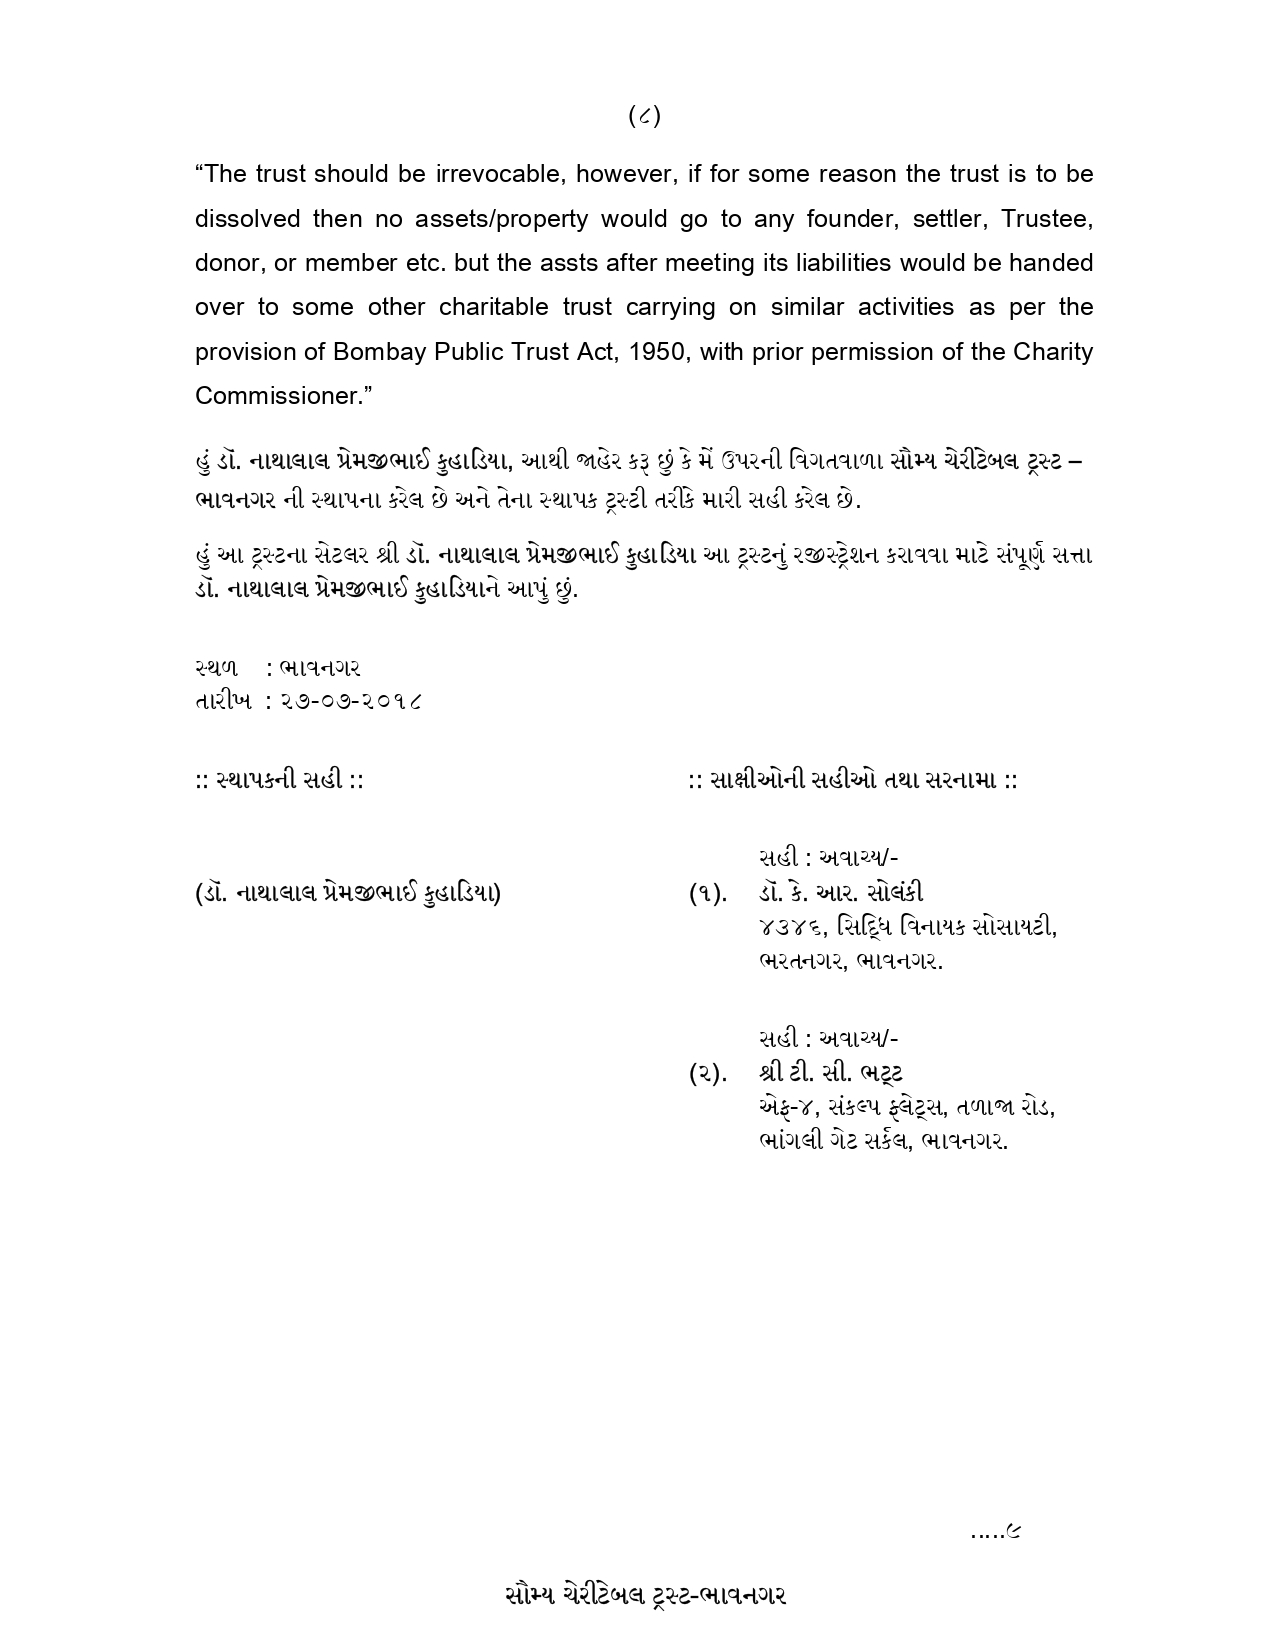 (૮)
“The trust should be irrevocable, however, if for some reason the trust is to be
dissolved then no assets/property would go to any founder, settler, Trustee,
donor, or member etc. but the assts after meeting its liabilities would be handed
over to some other charitable trust carrying on similar activities as per the
provision of Bombay Public Trust Act, 1950, with prior permission of the Charity
Commissioner.”
હું ડૉ. નાથાલાલ પ્રેમજીભાઈ કુહાડિયા, આથી જાહેર કરૂ છું કે મેં ઉપરની વિગતવાળા સૌમ્ય ચેરીટેબલ ટ્રસ્ટ –
ભાવનગર ની સ્થાપના કરેલ છે અને તેના સ્થાપક ટ્રસ્ટી તરીકે મારી સહી કરેલ છે.
હું આ ટ્રસ્ટના સેટલર શ્રી ડૉ. નાથાલાલ પ્રેમજીભાઈ કુહાડિયા આ ટ્રસ્ટનું રજીસ્ટ્રેશન કરાવવા માટે સંપૂર્ણ સત્તા
ડૉ. નાથાલાલ પ્રેમજીભાઈ કુહાડિયાને આપું છું.
સ્થળ : ભાવનગર
તારીખ : ૨૭-૦૭-૨૦૧૮
:: સ્થાપકની સહી :: :: સાક્ષીઓની સહીઓ તથા સરનામા ::
સહી : અવાચ્ય/-
(ડૉ. નાથાલાલ પ્રેમજીભાઈ કુહાડિયા) (૧). ડૉ. કે. આર. સોલંકી
૪૩૪૬, સિદ્ધિ વિનાયક સોસાયટી,
ભરતનગર, ભાવનગર.
સહી : અવાચ્ય/-
(૨). શ્રી ટી. સી. ભટ્ટ
એફ-૪, સંકલ્પ ફ્લેટ્સ, તળાજા રોડ,
ભાંગલી ગેટ સર્કલ, ભાવનગર.
.....૯
સૌમ્ય ચેરીટેબલ ટ્રસ્ટ-ભાવનગર